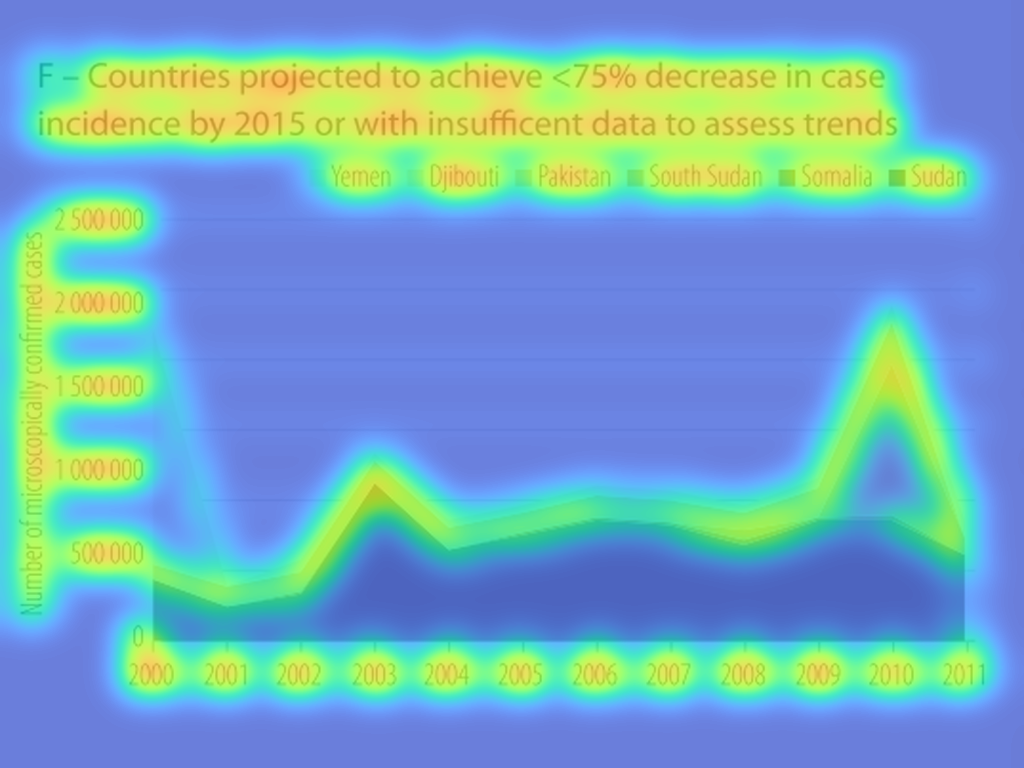 F – Countries projected to achieve <75% decrease in case
incidence by 2015 or with insufficent data to assess trends
Yemen Djibouti Pakistan South Sudan Somalia Sudan
Number of microscopically confirmed cases
2 500 000
2 000 000
1 500 000
1 000 000
500 000
0
2000 2001 2002 2003 2004 2005 2006 2007 2008 2009 2010 2011